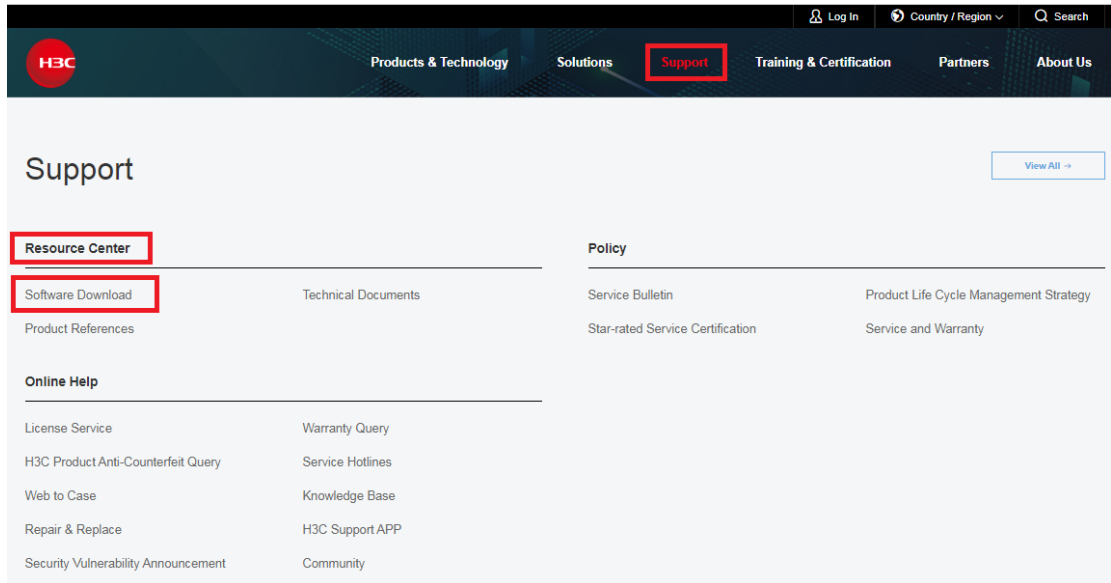 Log In Country / Region Search
H3C Products & Technology Solutions Support Training & Certification Partners About Us
Support View All →
Resource Center Policy
Software Download Technical Documents Service Bulletin Product Life Cycle Management Strategy
Product References Star-rated Service Certification Service and Warranty
Online Help
License Service Warranty Query
H3C Product Anti-Counterfeit Query Service Hotlines
Web to Case Knowledge Base
Repair & Replace H3C Support APP
Security Vulnerability Announcement Community